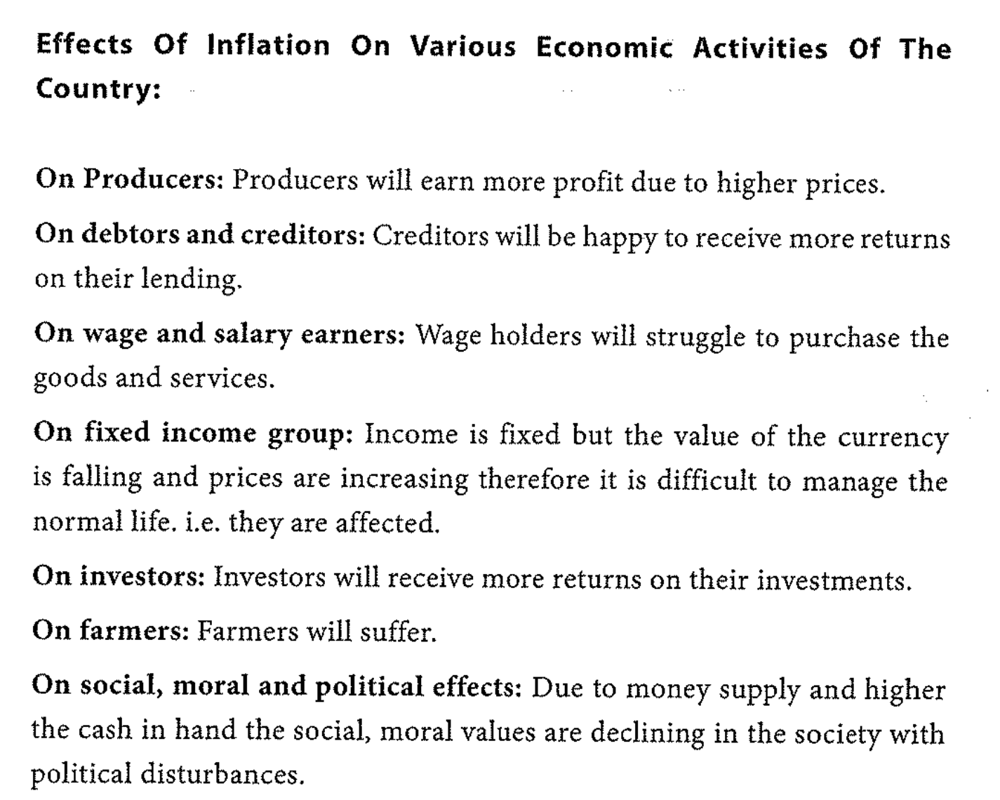 Effects Of Inflation On Various Economic Activities Of The
Country:
On Producers: Producers will earn more profit due to higher prices.
On debtors and creditors: Creditors will be happy to receive more returns
on their lending.
On wage and salary earners: Wage holders will struggle to purchase the
goods and services.
On fixed income group: Income is fixed but the value of the currency
is falling and prices are increasing therefore it is difficult to manage the
normal life. i.e. they are affected.
On investors: Investors will receive more returns on their investments.
On farmers: Farmers will suffer.
On social, moral and political effects: Due to money supply and higher
the cash in hand the social, moral values are declining in the society with
political disturbances.